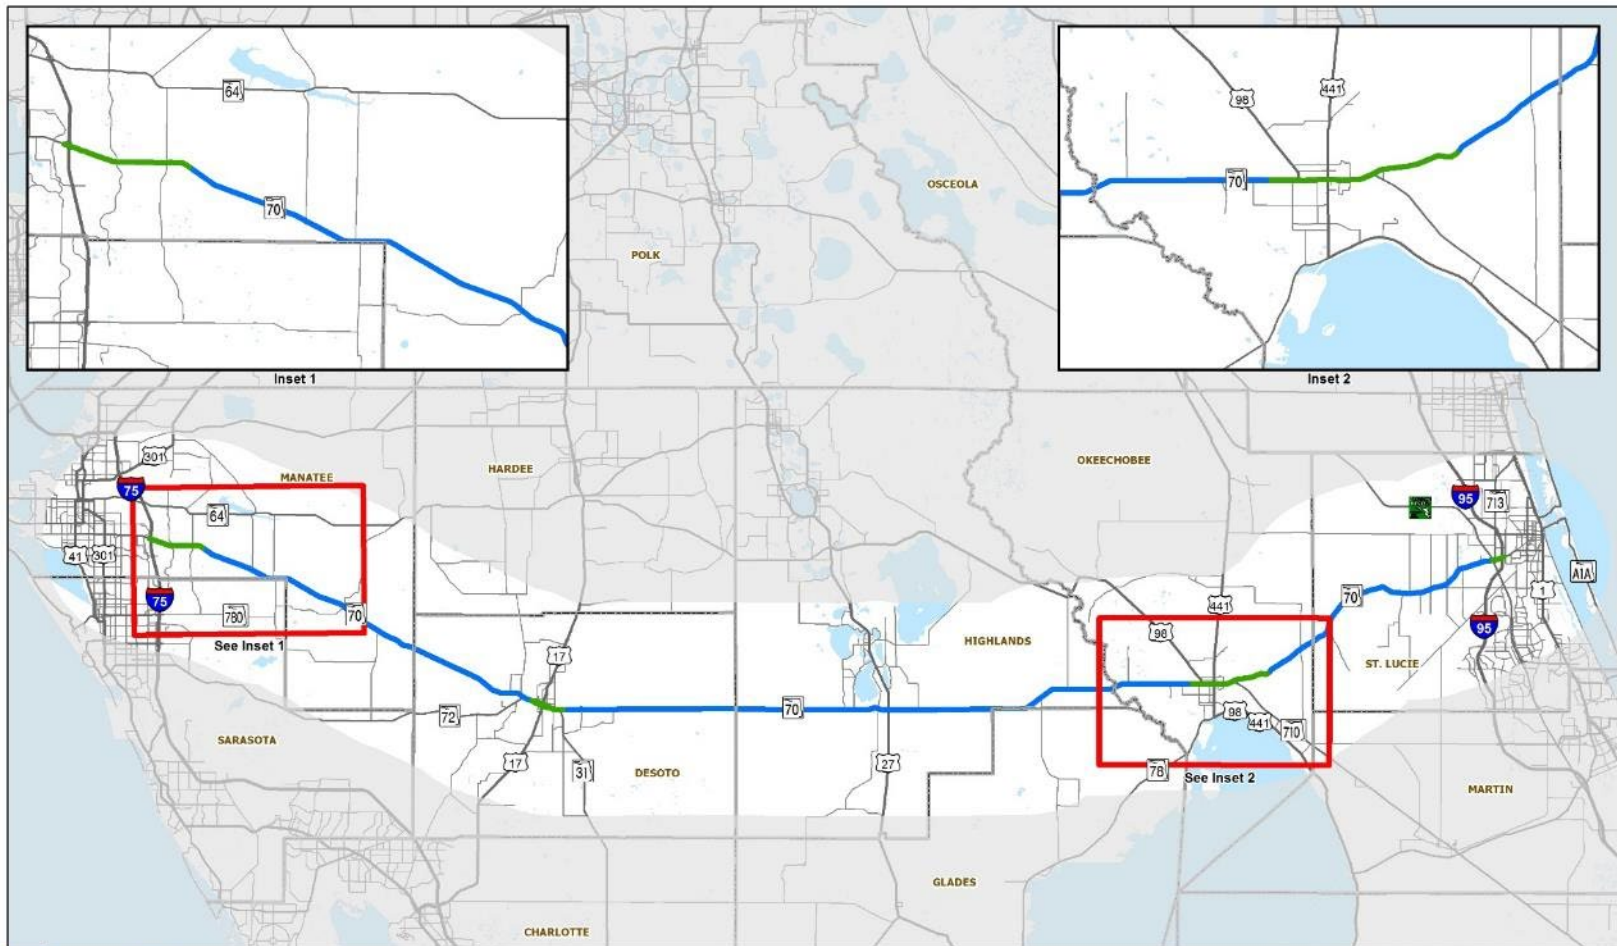 64
70
Inset 1
98
441
70
Inset 2
OSCEOLA
POLK
HARDEE
OKEECHOBEE
301
MANATEE
75
64
41
301
75
780
See Inset 1
70
95
713
A1A
1
95
70
441
98
HIGHLANDS
ST. LUCIE
17
72
70
SARASOTA
17
31
DESOTO
27
98
441
710
78
See Inset 2
MARTIN
GLADES
CHARLOTTE